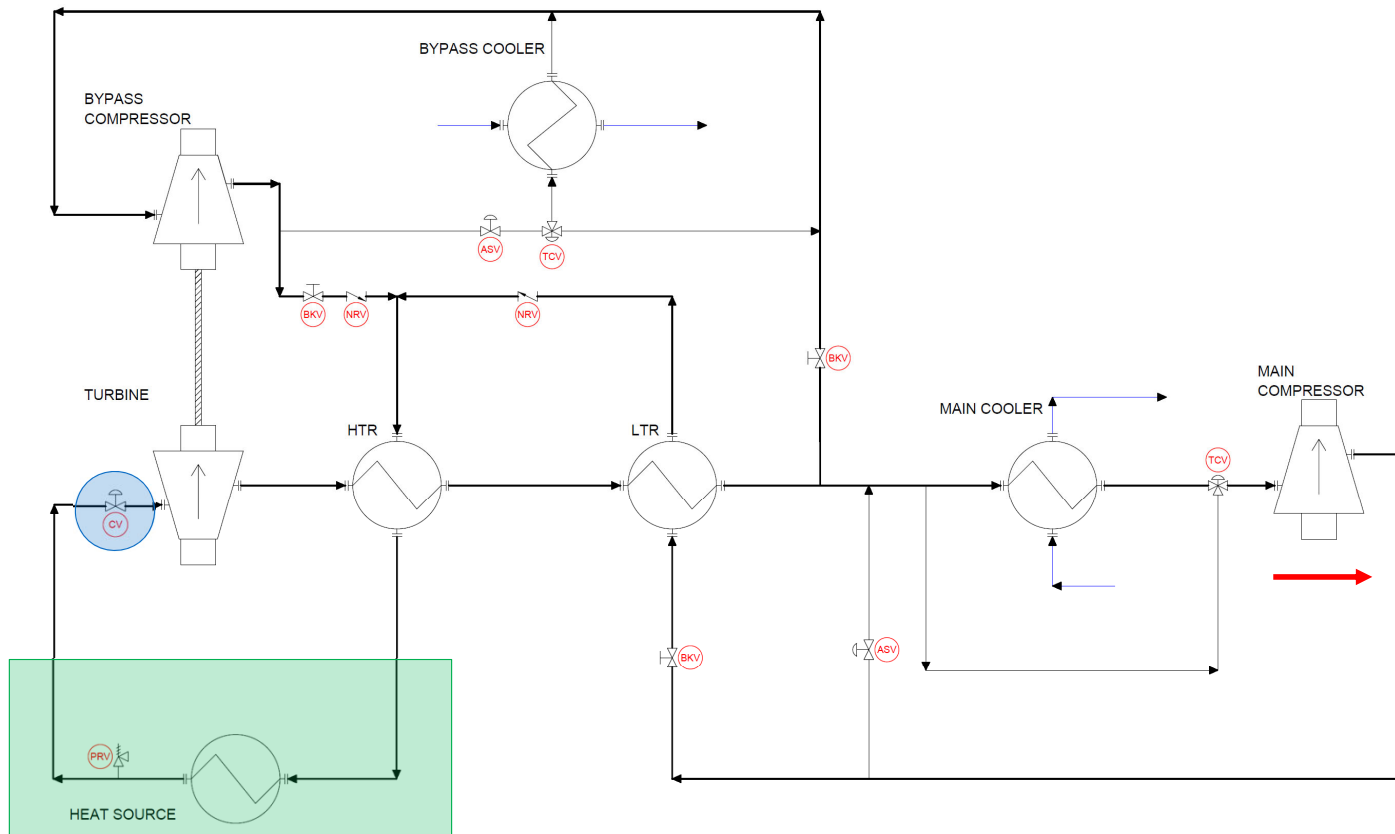 BYPASS COOLER
BYPASS
COMPRESSOR
ASV
TCV
BKV
NRV
NRV
BKV
MAIN
COMPRESSOR
TURBINE
MAIN COOLER
HTR
LTR
TCV
CV
BKV
ASV
PRV
HEAT SOURCE